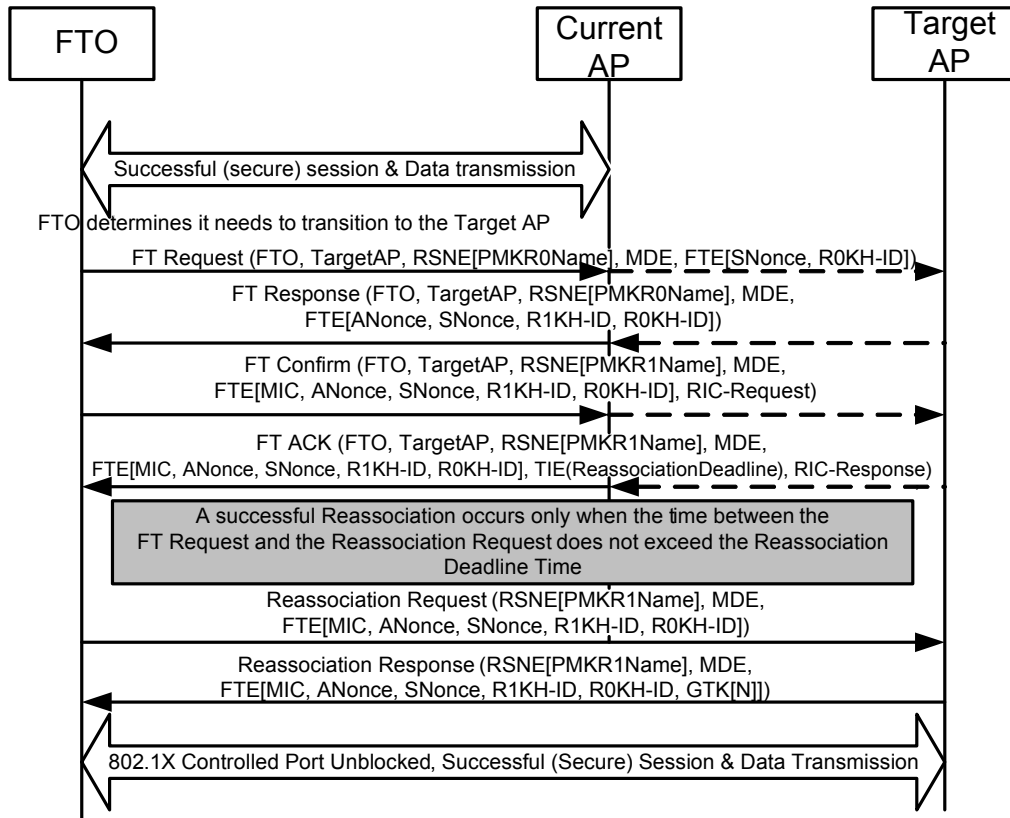 FTO
Current
AP
Target
AP
Successful (secure) session & Data transmission
FTO determines it needs to transition to the Target AP
FT Request (FTO, TargetAP, RSNE[PMKR0Name], MDE, FTE[SNonce, R0KH-ID])
FT Response (FTO, TargetAP, RSNE[PMKR0Name], MDE,
FTE[ANonce, SNonce, R1KH-ID, R0KH-ID])
FT Confirm (FTO, TargetAP, RSNE[PMKR1Name], MDE,
FTE[MIC, ANonce, SNonce, R1KH-ID, R0KH-ID], RIC-Request)
FT ACK (FTO, TargetAP, RSNE[PMKR1Name], MDE,
FTE[MIC, ANonce, SNonce, R1KH-ID, R0KH-ID], TIE(ReassociationDeadline), RIC-Response)
A successful Reassociation occurs only when the time between the
FT Request and the Reassociation Request does not exceed the Reassociation
Deadline Time
Reassociation Request (RSNE[PMKR1Name], MDE,
FTE[MIC, ANonce, SNonce, R1KH-ID, R0KH-ID])
Reassociation Response (RSNE[PMKR1Name], MDE,
FTE[MIC, ANonce, SNonce, R1KH-ID, R0KH-ID, GTK[N]])
802.1X Controlled Port Unblocked, Successful (Secure) Session & Data Transmission